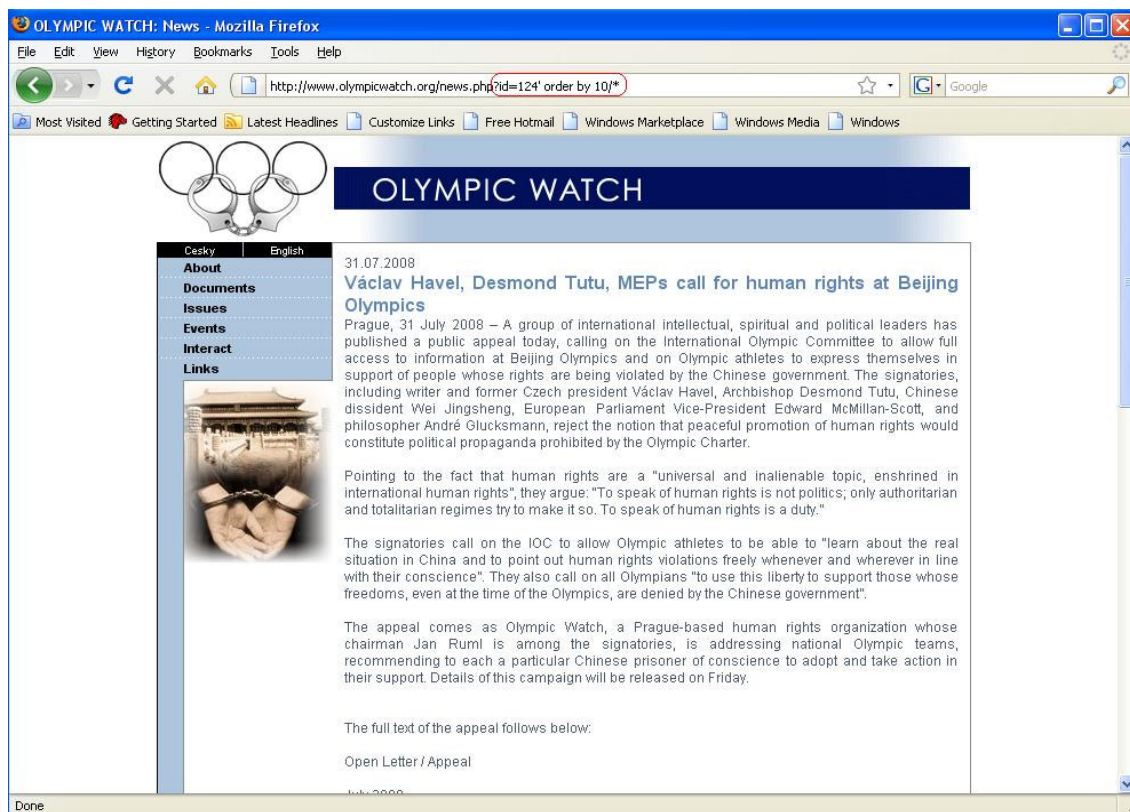 OLYMPIC WATCH: News - Mozilla Firefox
File Edit View History Bookmarks Tools Help
http://www.olympicwatch.org/news.php?id=124' order by 10/*
G Google
Most Visited Getting Started Latest Headlines Customize Links Free Hotmail Windows Marketplace Windows Media Windows
OLYMPIC WATCH
Cesky English
About
Documents
Issues
Events
Interact
Links
31.07.2008
Václav Havel, Desmond Tutu, MEPs call for human rights at Beijing
Olympics
Prague, 31 July 2008 – A group of international intellectual, spiritual and political leaders has
published a public appeal today, calling on the International Olympic Committee to allow full
access to information at Beijing Olympics and on Olympic athletes to express themselves in
support of people whose rights are being violated by the Chinese government. The signatories,
including writer and former Czech president Václav Havel, Archbishop Desmond Tutu, Chinese
dissident Wei Jingsheng, European Parliament Vice-President Edward McMillan-Scott, and
philosopher André Glucksmann, reject the notion that peaceful promotion of human rights would
constitute political propaganda prohibited by the Olympic Charter.
Pointing to the fact that human rights are a "universal and inalienable topic, enshrined in
international human rights", they argue: "To speak of human rights is not politics; only authoritarian
and totalitarian regimes try to make it so. To speak of human rights is a duty."
The signatories call on the IOC to allow Olympic athletes to be able to "learn about the real
situation in China and to point out human rights violations freely whenever and wherever in line
with their conscience". They also call on all Olympians "to use this liberty to support those whose
freedoms, even at the time of the Olympics, are denied by the Chinese government".
The appeal comes as Olympic Watch, a Prague-based human rights organization whose
chairman Jan Ruml is among the signatories, is addressing national Olympic teams,
recommending to each a particular Chinese prisoner of conscience to adopt and take action in
their support. Details of this campaign will be released on Friday.
The full text of the appeal follows below:
Open Letter / Appeal
July 2008
Done